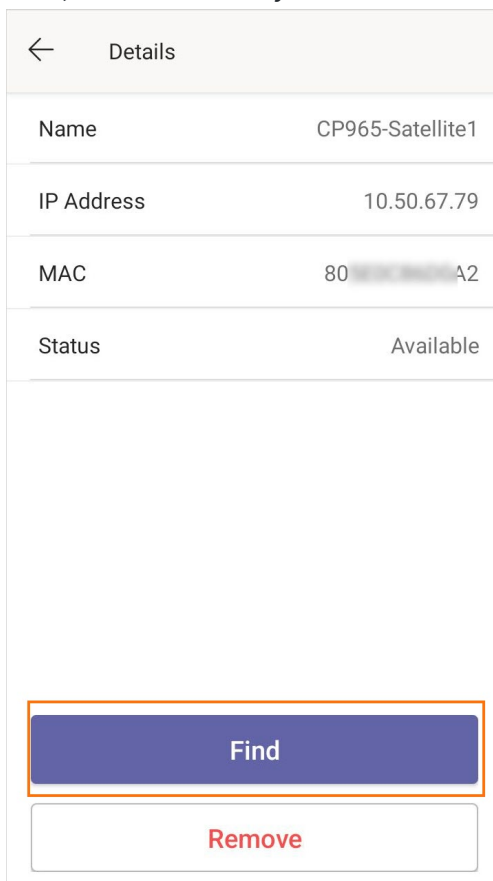 Details
Name CP965-Satellite1
IP Address 10.50.67.79
MAC 80 A2
Status Available
Find
Remove